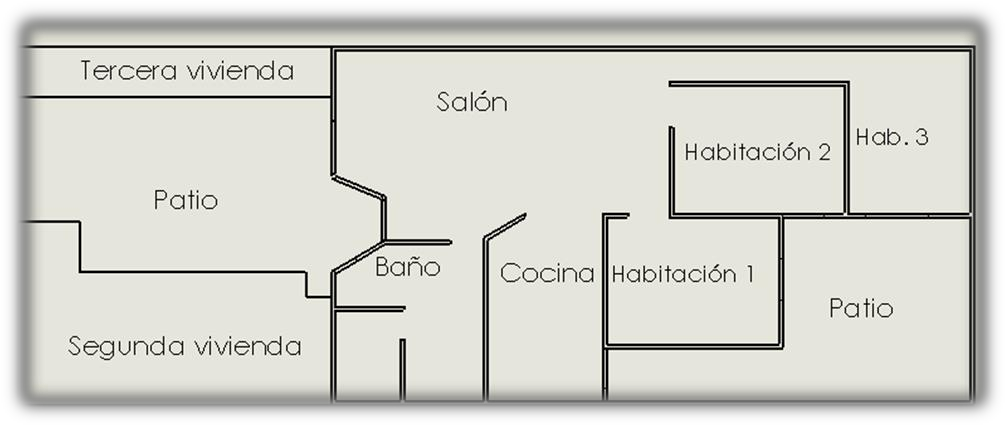 Tercera vivienda
Salón
Hab. 3
Habitación 2
Patio
Baño
Cocina
Habitación 1
Patio
Segunda vivienda